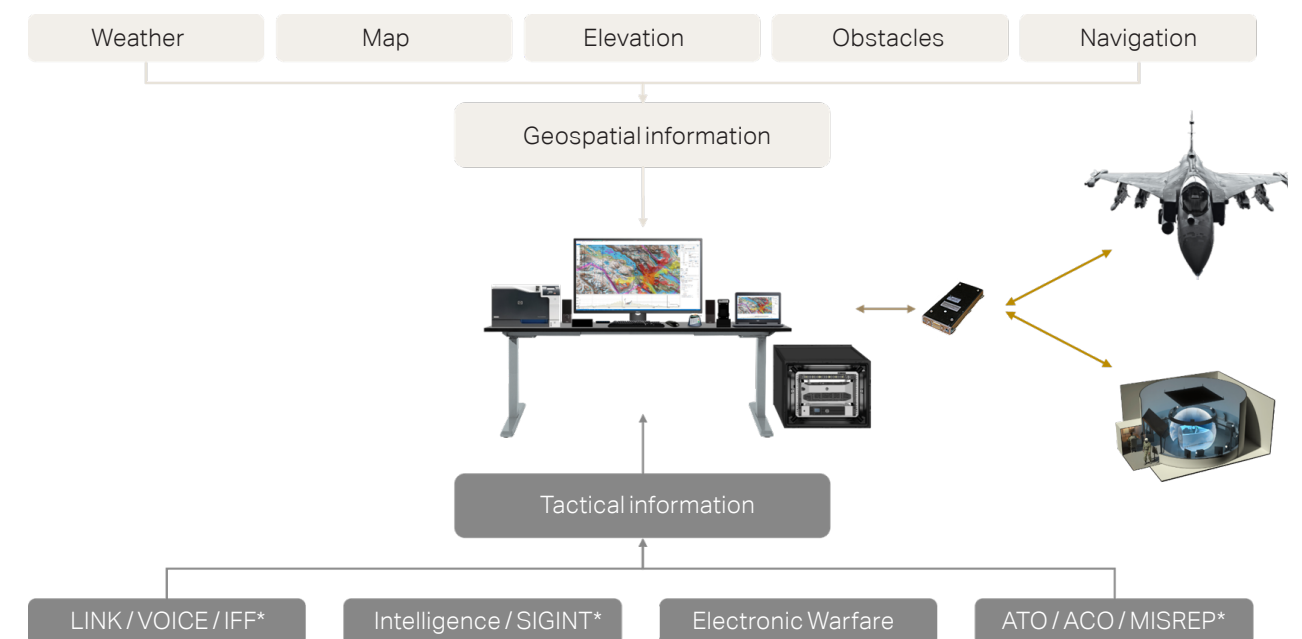 Weather
Map
Elevation
Obstacles
Navigation
Geospatial information
Tactical information
LINK / VOICE / IFF*
Intelligence / SIGINT*
Electronic Warfare
ATO / ACO / MISREP*